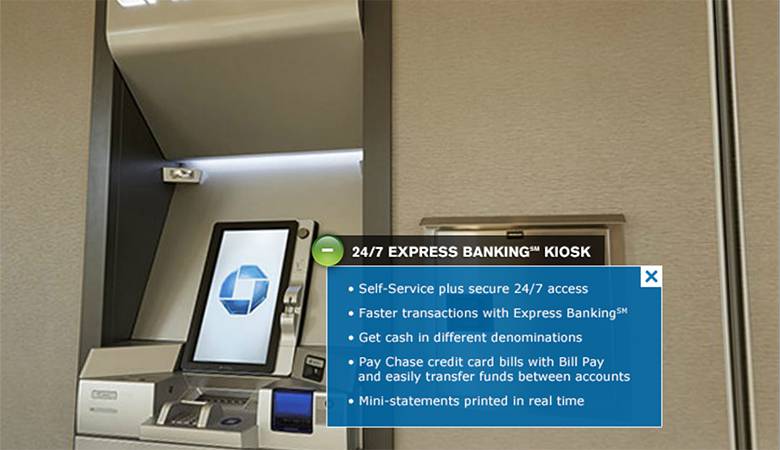 24/7 EXPRESS BANKING℠ KIOSK
• Self-Service plus secure 24/7 access
• Faster transactions with Express Banking℠
• Get cash in different denominations
• Pay Chase credit card bills with Bill Pay
and easily transfer funds between accounts
• Mini-statements printed in real time